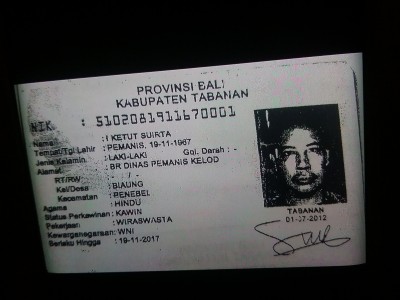 PROVINSI BALI
KABUPATEN TABANAN
NIK : 5102081911670001
Nama : I KETUT SUIRTA
Tempat/Tgl Lahir : PEMANIS, 19-11-1967
Jenis Kelamin : LAKI-LAKI Gol. Darah : -
Alamat : BR DINAS PEMANIS KELOD
RT/RW : - / -
Kel/Desa : BIAUNG
Kecamatan : PENEBEL
Agama : HINDU
Status Perkawinan : KAWIN
Pekerjaan : WIRASWASTA
Kewarganegaraan : WNI
Berlaku Hingga : 19-11-2017
TABANAN
01-07-2012